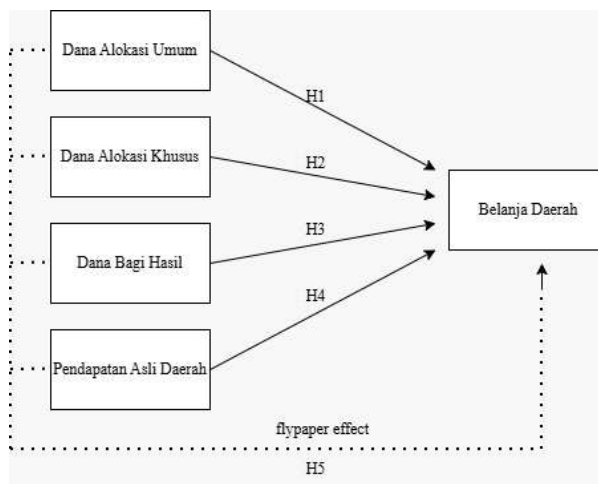 Dana Alokasi Umum
H1
Dana Alokasi Khusus
H2
Belanja Daerah
H3
Dana Bagi Hasil
H4
Pendapatan Asli Daerah
flypaper effect
H5